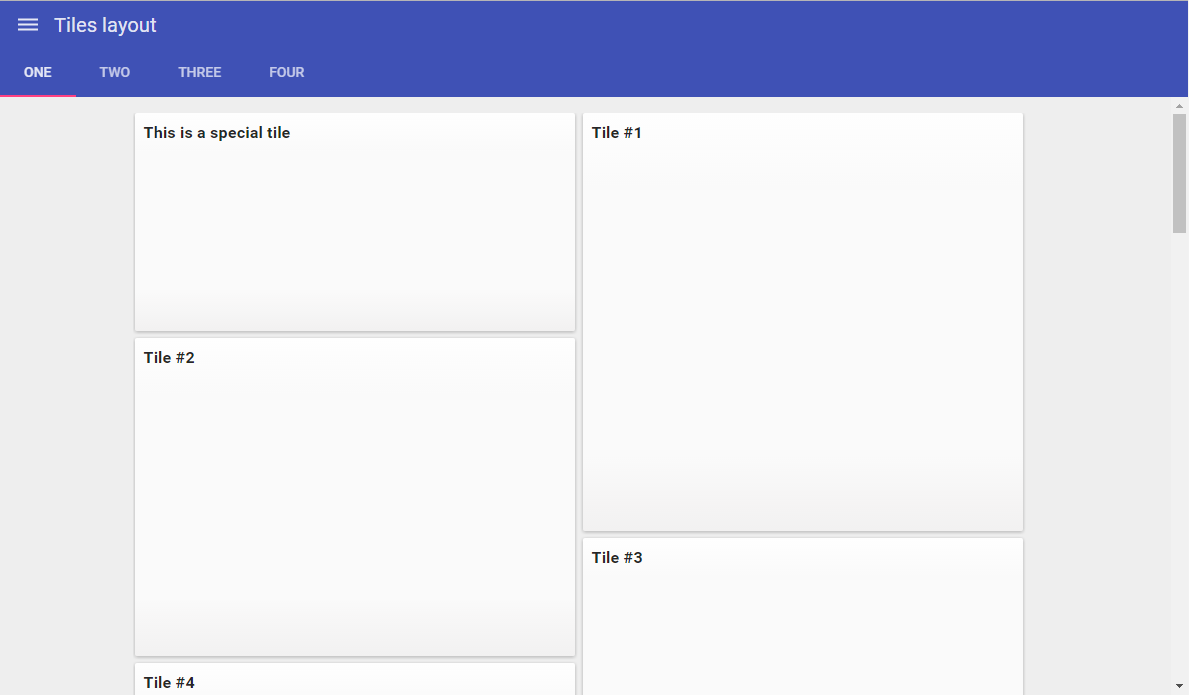 Tiles layout
ONE TWO THREE FOUR
This is a special tile
Tile #1
Tile #2
Tile #3
Tile #4